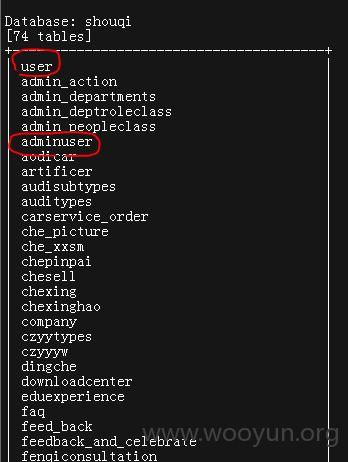 Database: shouqi
[74 tables]
user
admin_action
admin_departments
admin_deptroleclass
admin_peopleclass
adminuser
aodicar
artificer
audisubtypes
auditypes
carservice_order
che_picture
che_xxsm
chepinpai
chesell
chexing
chexinghao
company
czyytypes
czyyyw
dingche
downloadcenter
eduexperience
faq
feed_back
feedback_and_celebrate
fenqiconsultation
www.wooyun.org